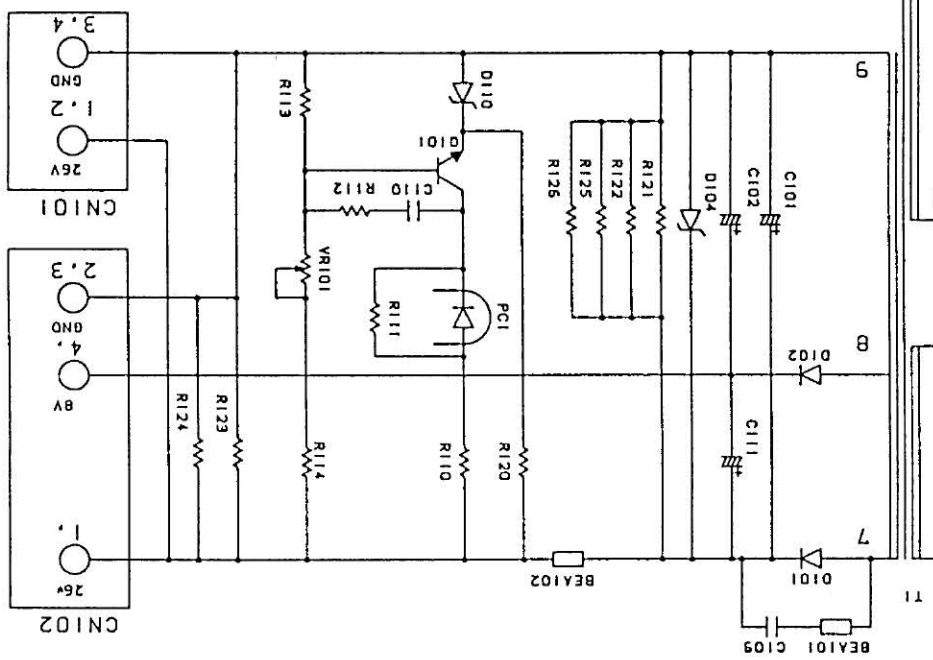 T1
BEA101
C109
CN102
D101
7
BEA102
26V
1,
C111
R120
R110
R114
R123
R124
D102
8
8V
4,
GND
2,3
PC1
R111
VR101
C101
C102
D104
R121
R122
R125
R126
C110
R112
Q101
CN101
26V
1,2
D110
R113
9
GND
3,4